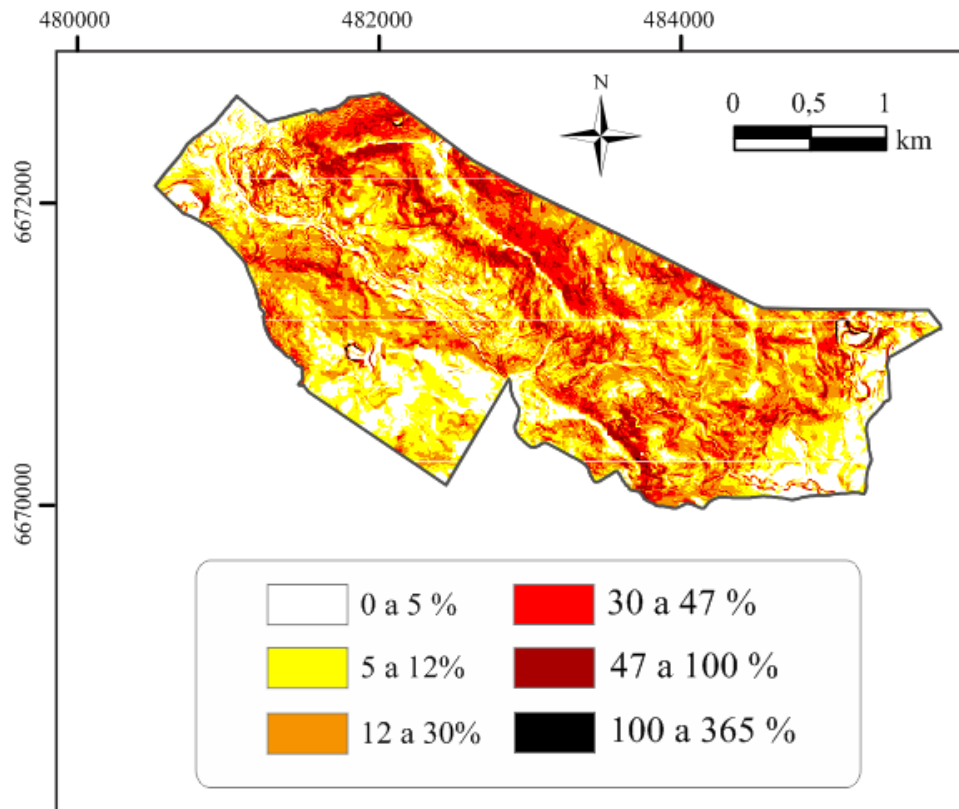 480000
482000
484000
N
0 0,5 1
km
6672000
6670000
0 a 5 %
30 a 47 %
5 a 12%
47 a 100 %
12 a 30%
100 a 365 %